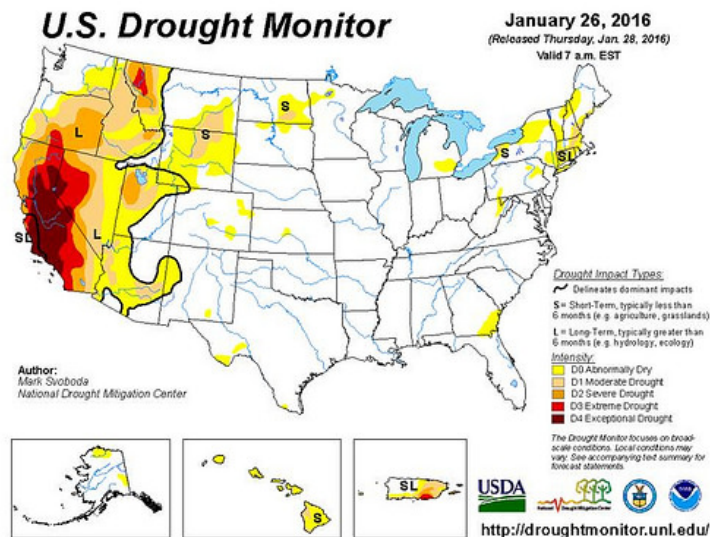 U.S. Drought Monitor
January 26, 2016
(Released Thursday, Jan. 28, 2016)
Valid 7 a.m. EST
L
S
S
S
SL
SL
L
Drought Impact Types:
Delineates dominant impacts
S = Short-Term, typically less than
6 months (e.g. agriculture, grasslands)
L = Long-Term, typically greater than
6 months (e.g. hydrology, ecology)
Intensity:
D0 Abnormally Dry
D1 Moderate Drought
D2 Severe Drought
D3 Extreme Drought
D4 Exceptional Drought
Author:
Mark Svoboda
National Drought Mitigation Center
The Drought Monitor focuses on broad-
scale conditions. Local conditions may
vary. See accompanying text summary for
forecast statements.
S
SL
USDA
National Drought Mitigation Center
http://droughtmonitor.unl.edu/